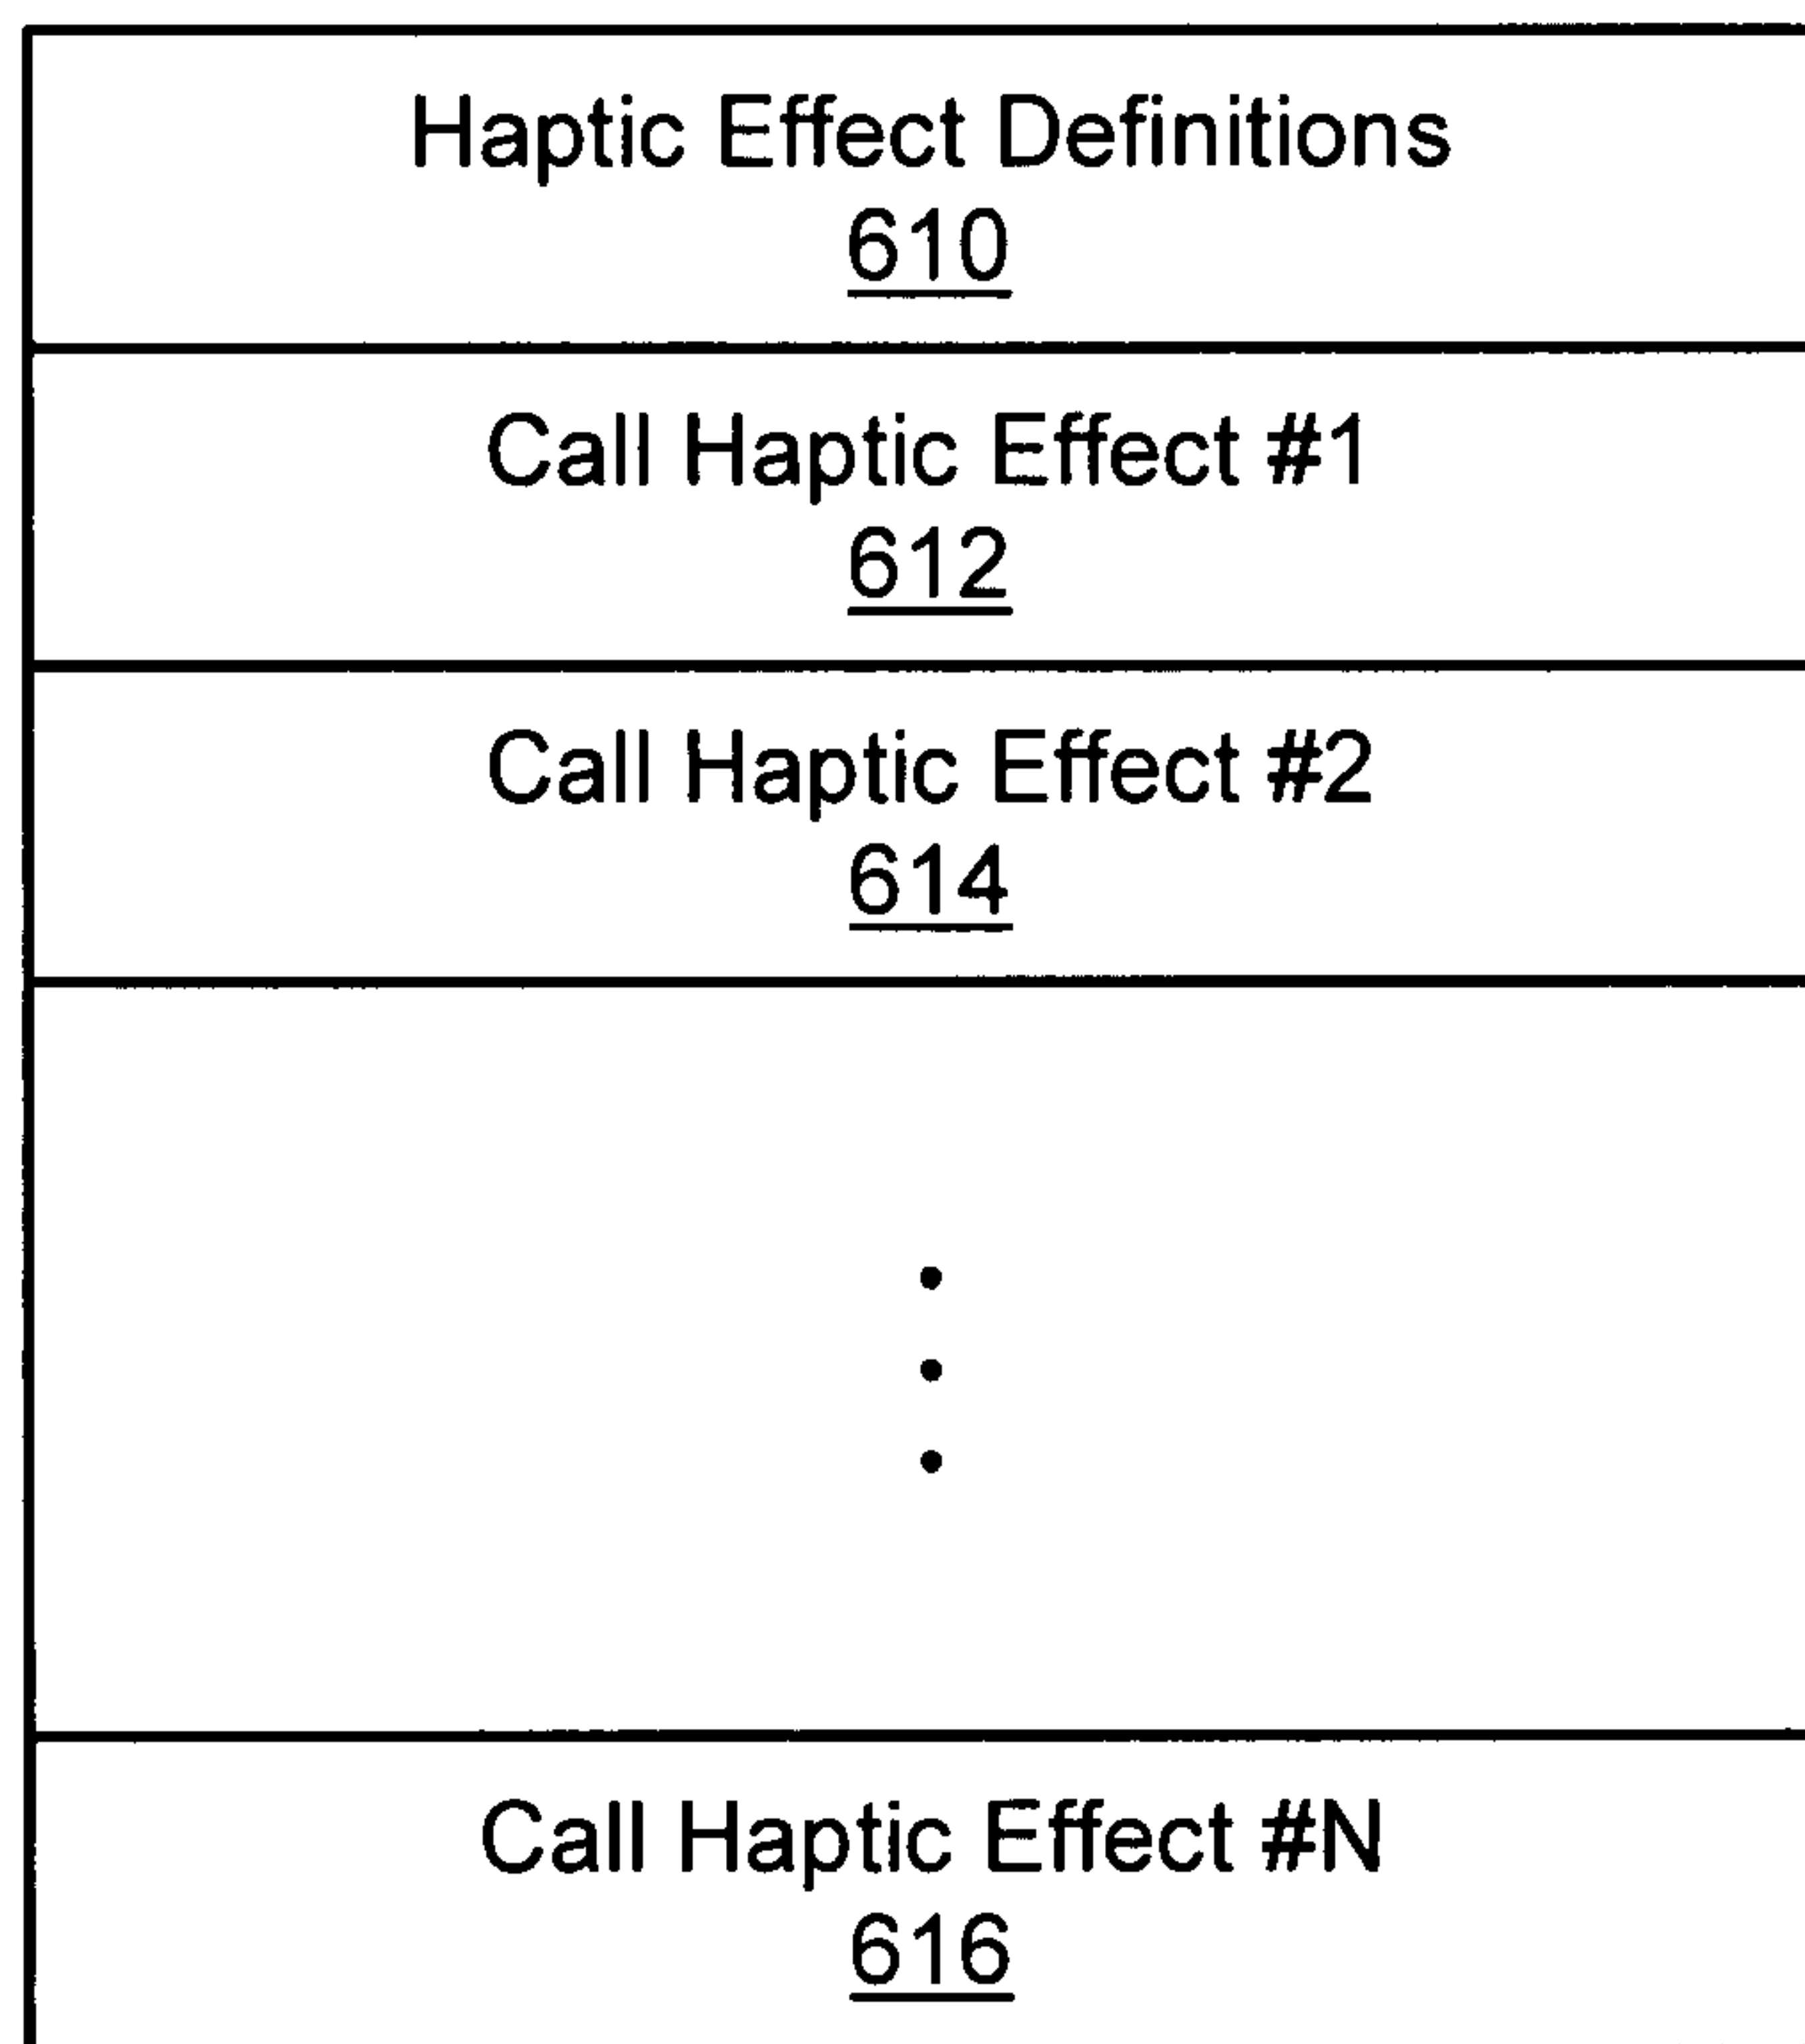 Haptic Effect Definitions
610
Call Haptic Effect #1
612
Call Haptic Effect #2
614
Call Haptic Effect #N
616